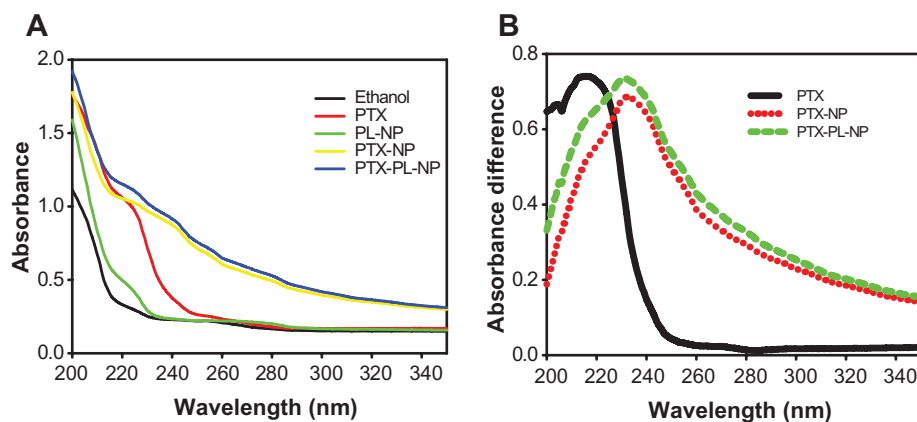 A
2.0
1.5
1.0
0.5
0.0
Absorbance
Ethanol
PTX
PL-NP
PTX-NP
PTX-PL-NP
200 220 240 260 280 300 320 340
Wavelength (nm)
B
0.8
0.6
0.4
0.2
0.0
Absorbance difference
PTX
PTX-NP
PTX-PL-NP
200 220 240 260 280 300 320 340
Wavelength (nm)